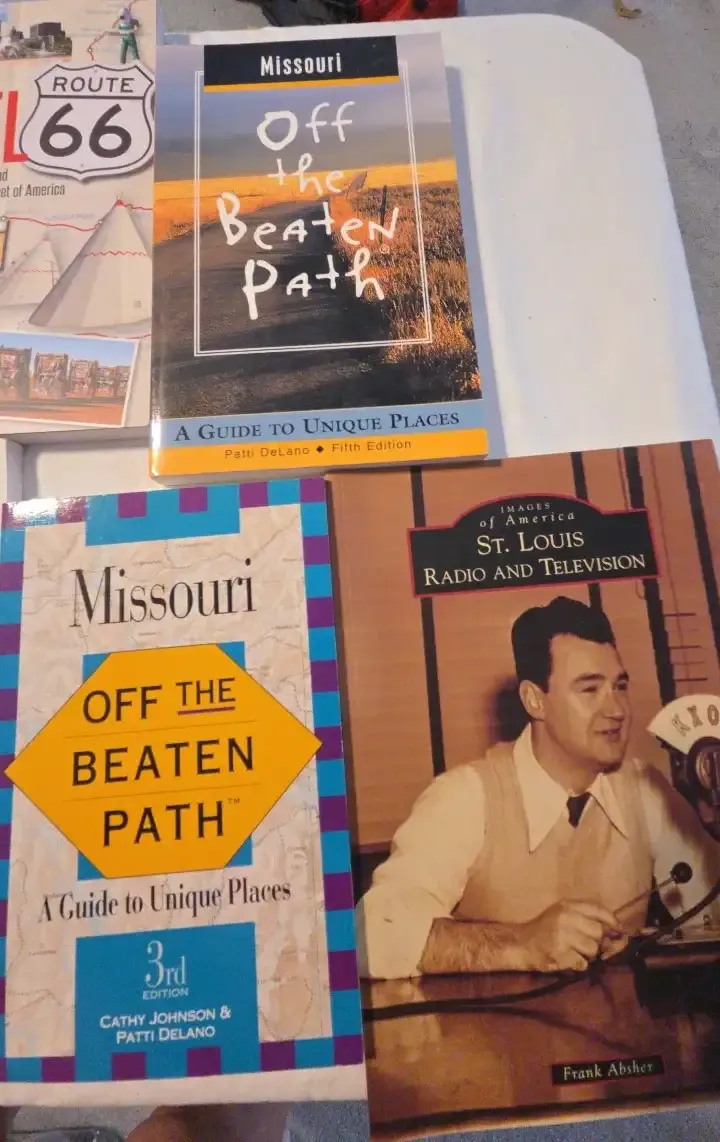 ROUTE
66
et of America
Missouri
Off
the
Beaten
Path
A Guide to Unique Places
Patti DeLano ◆ Fifth Edition
Missouri
OFF THE
BEATEN
PATH™
A Guide to Unique Places
3rd
EDITION
CATHY JOHNSON &
PATTI DELANO
IMAGES
of America
ST. LOUIS
RADIO AND TELEVISION
KXO
Frank Absher